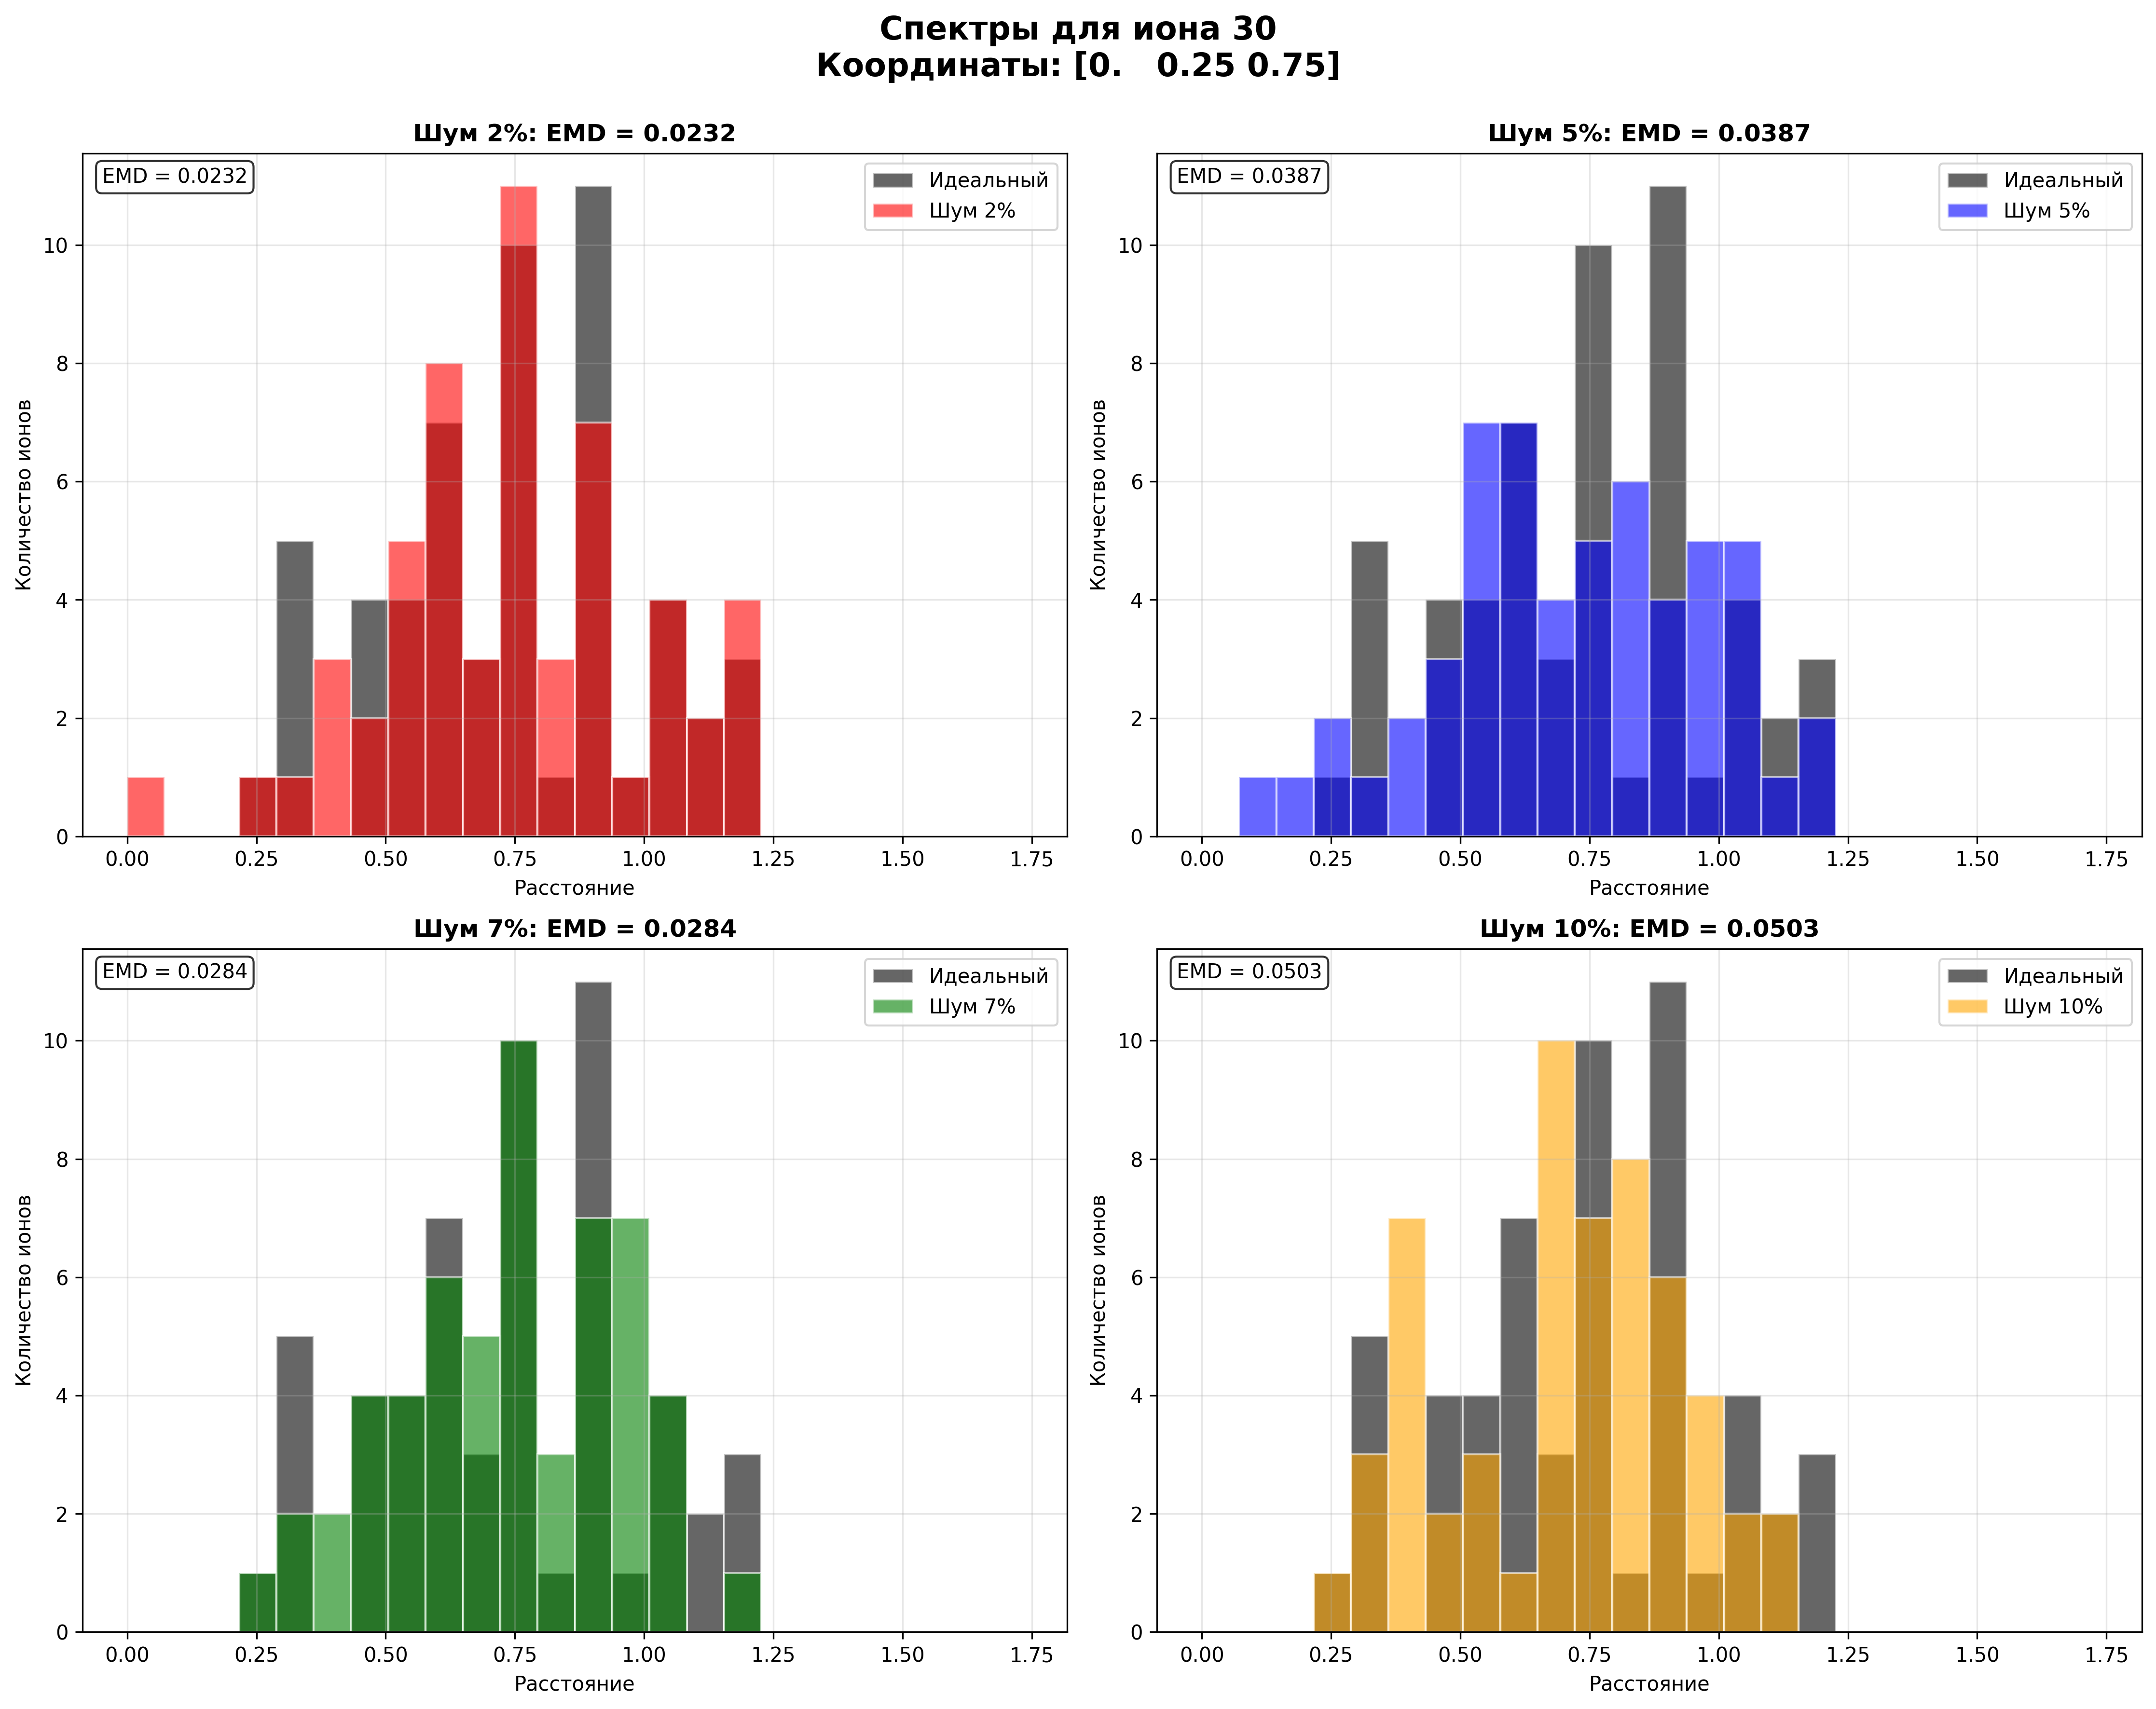 Спектры для иона 30
Координаты: [0.   0.25 0.75]
Шум 2%: EMD = 0.0232
EMD = 0.0232
Идеальный
Шум 2%
Количество ионов
10
8
6
4
2
0
0.00 0.25 0.50 0.75 1.00 1.25 1.50 1.75
Расстояние
Шум 5%: EMD = 0.0387
EMD = 0.0387
Идеальный
Шум 5%
Количество ионов
10
8
6
4
2
0
0.00 0.25 0.50 0.75 1.00 1.25 1.50 1.75
Расстояние
Шум 7%: EMD = 0.0284
EMD = 0.0284
Идеальный
Шум 7%
Количество ионов
10
8
6
4
2
0
0.00 0.25 0.50 0.75 1.00 1.25 1.50 1.75
Расстояние
Шум 10%: EMD = 0.0503
EMD = 0.0503
Идеальный
Шум 10%
Количество ионов
10
8
6
4
2
0
0.00 0.25 0.50 0.75 1.00 1.25 1.50 1.75
Расстояние